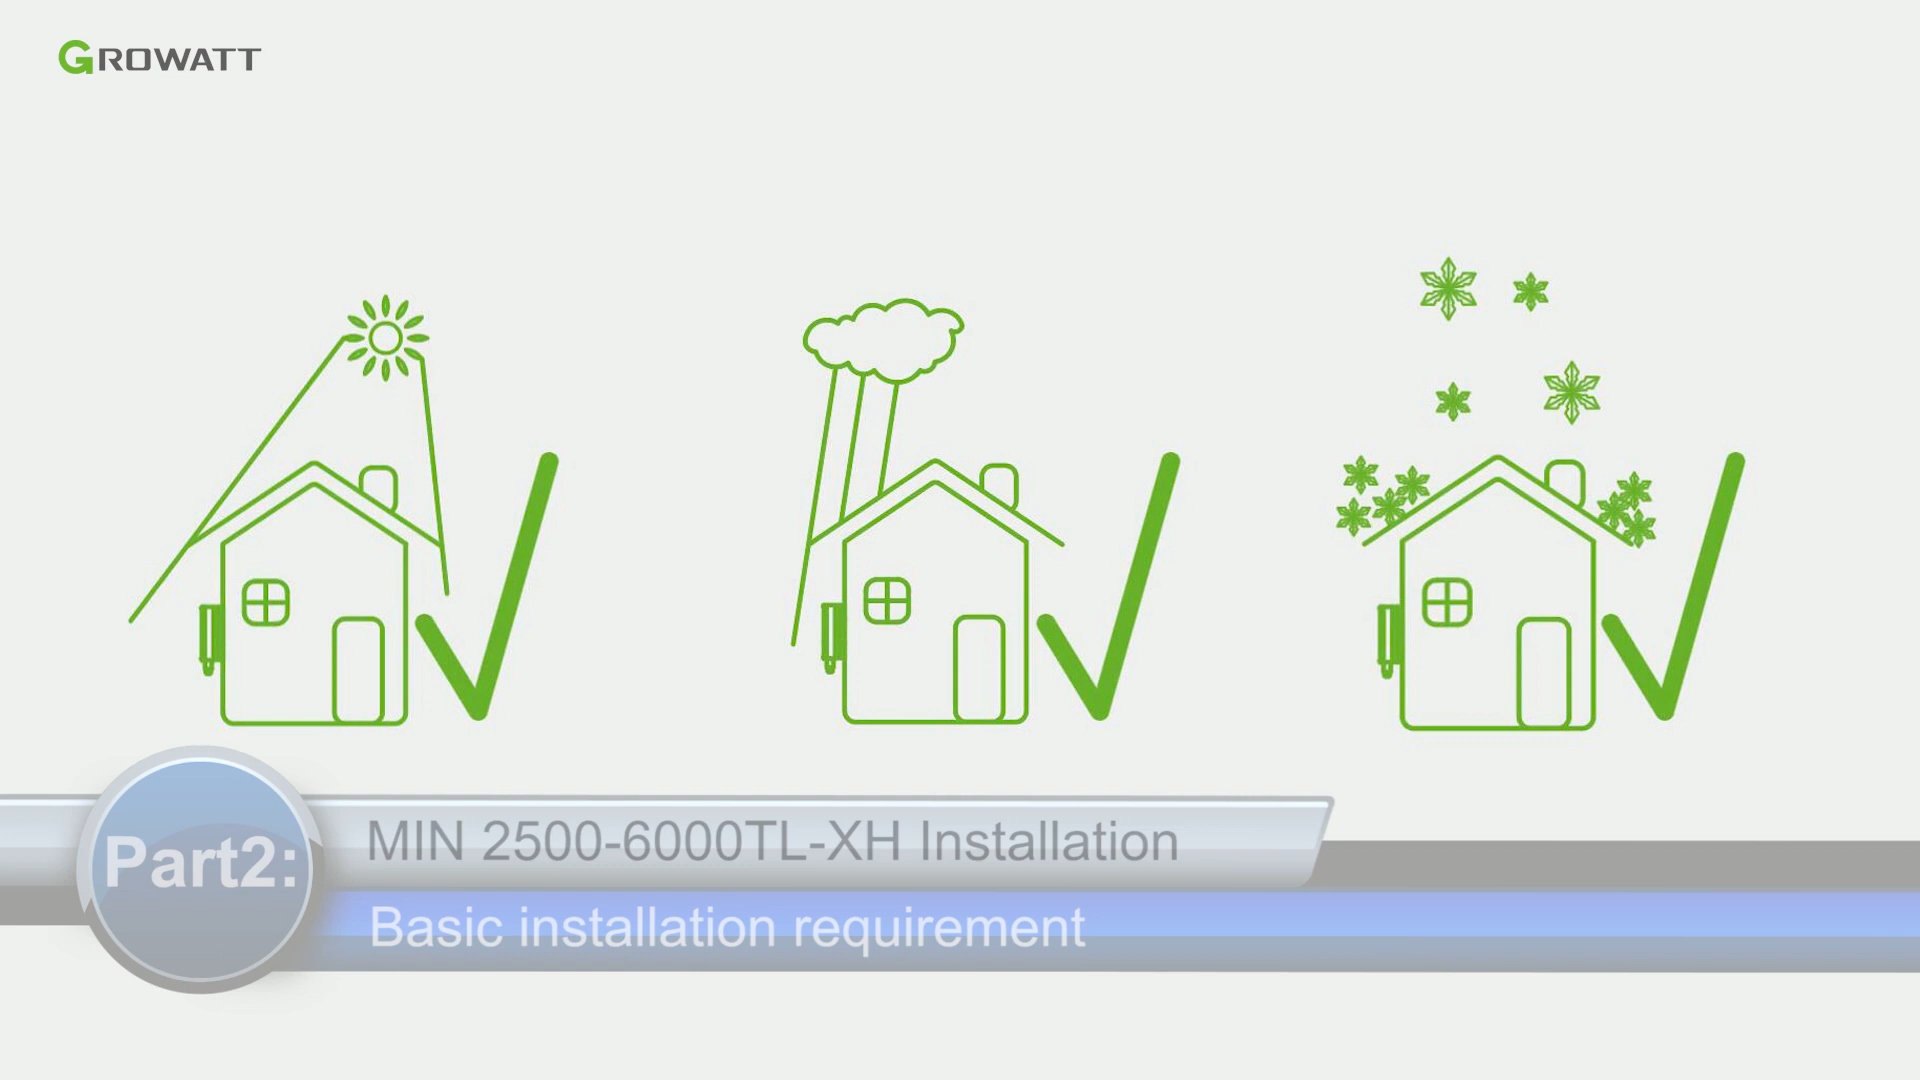 GROWATT
Part2:
MIN 2500-6000TL-XH Installation
Basic installation requirement